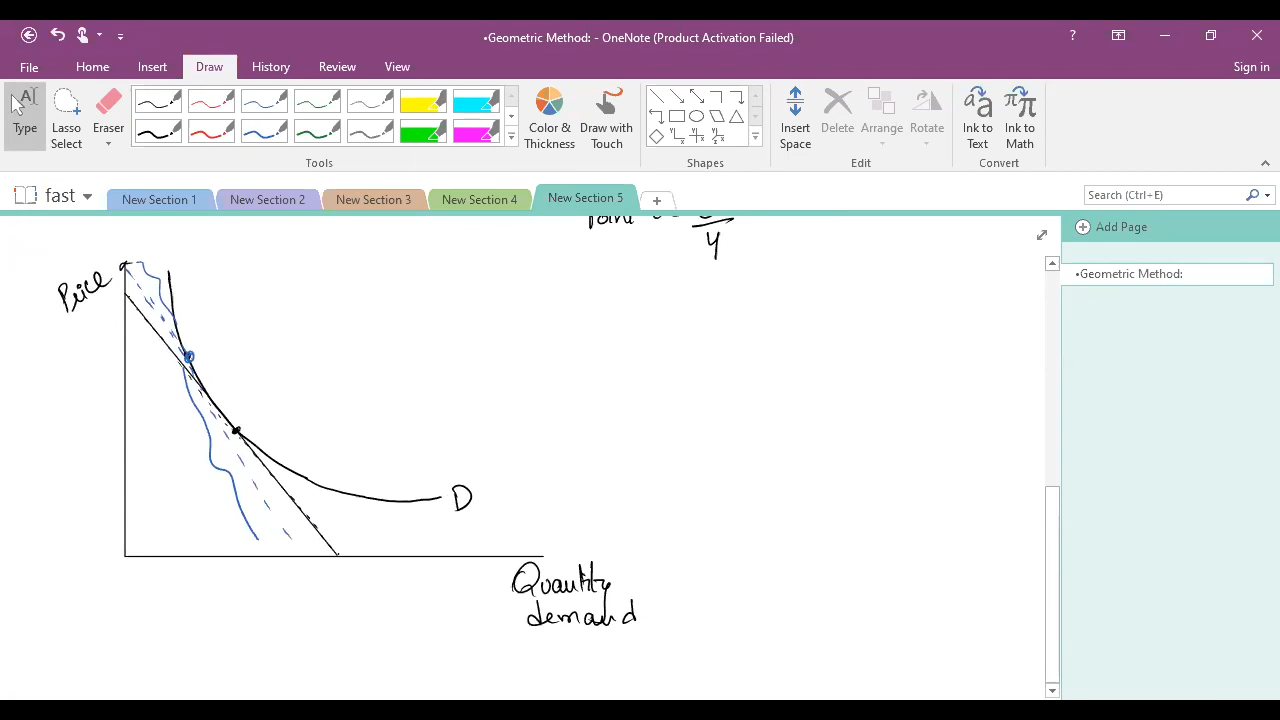 •Geometric Method: - OneNote (Product Activation Failed)
?
Sign in
File Home Insert Draw History Review View
Type
Lasso Select
Eraser
Color & Thickness
Draw with Touch
Insert Space
Delete
Arrange
Rotate
Ink to Text
Ink to Math
Tools
Shapes
Edit
Convert
fast
New Section 1
New Section 2
New Section 3
New Section 4
New Section 5
Search (Ctrl+E)
Add Page
•Geometric Method:
Point
y
Price
D
Quantity
demand